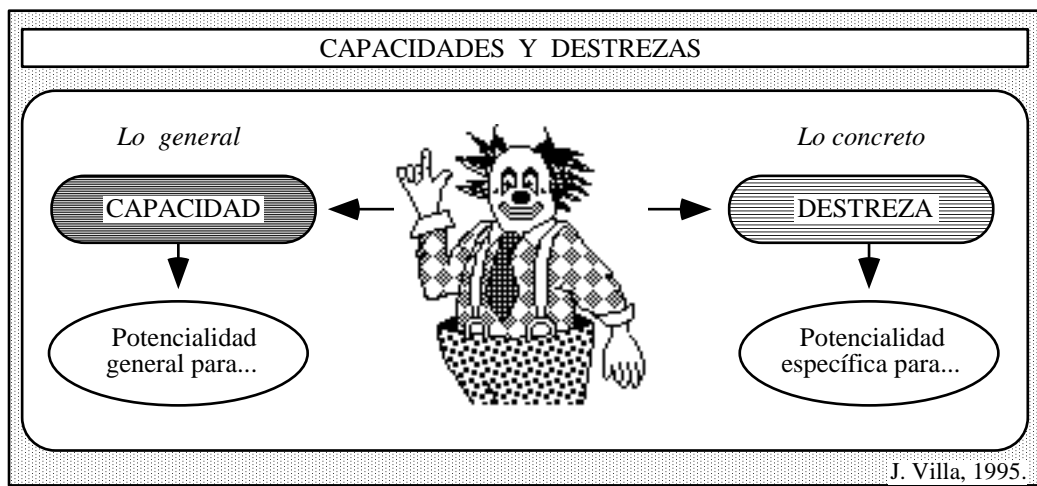 CAPACIDADES Y DESTREZAS
Lo general
Lo concreto
CAPACIDAD
DESTREZA
Potencialidad
general para...
Potencialidad
específica para...
J. Villa, 1995.